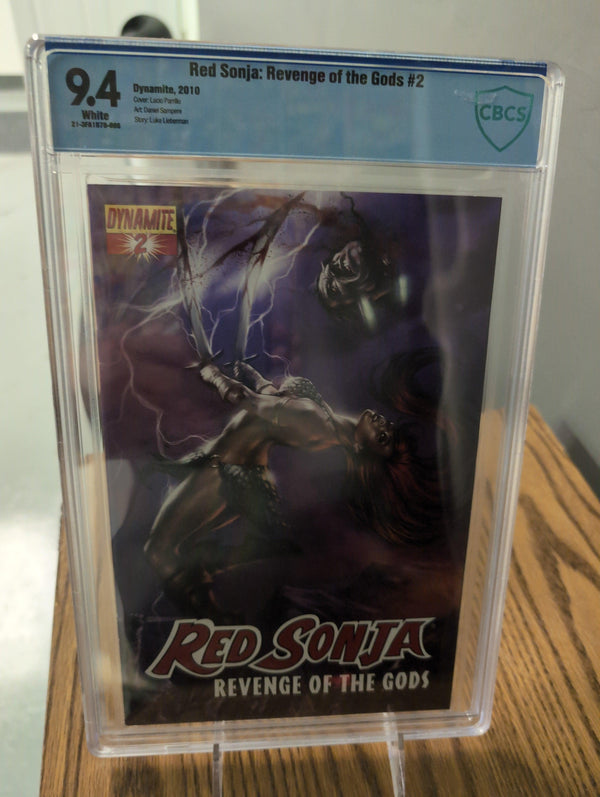 Red Sonja: Revenge of the Gods #2
9.4
White
Dynamite, 2010
Cover: Lucio Parrillo
Art: Daniel Sampere
Story: Luke Lieberman
CBCS
DYNAMITE
2
RED SONJA
REVENGE OF THE GODS